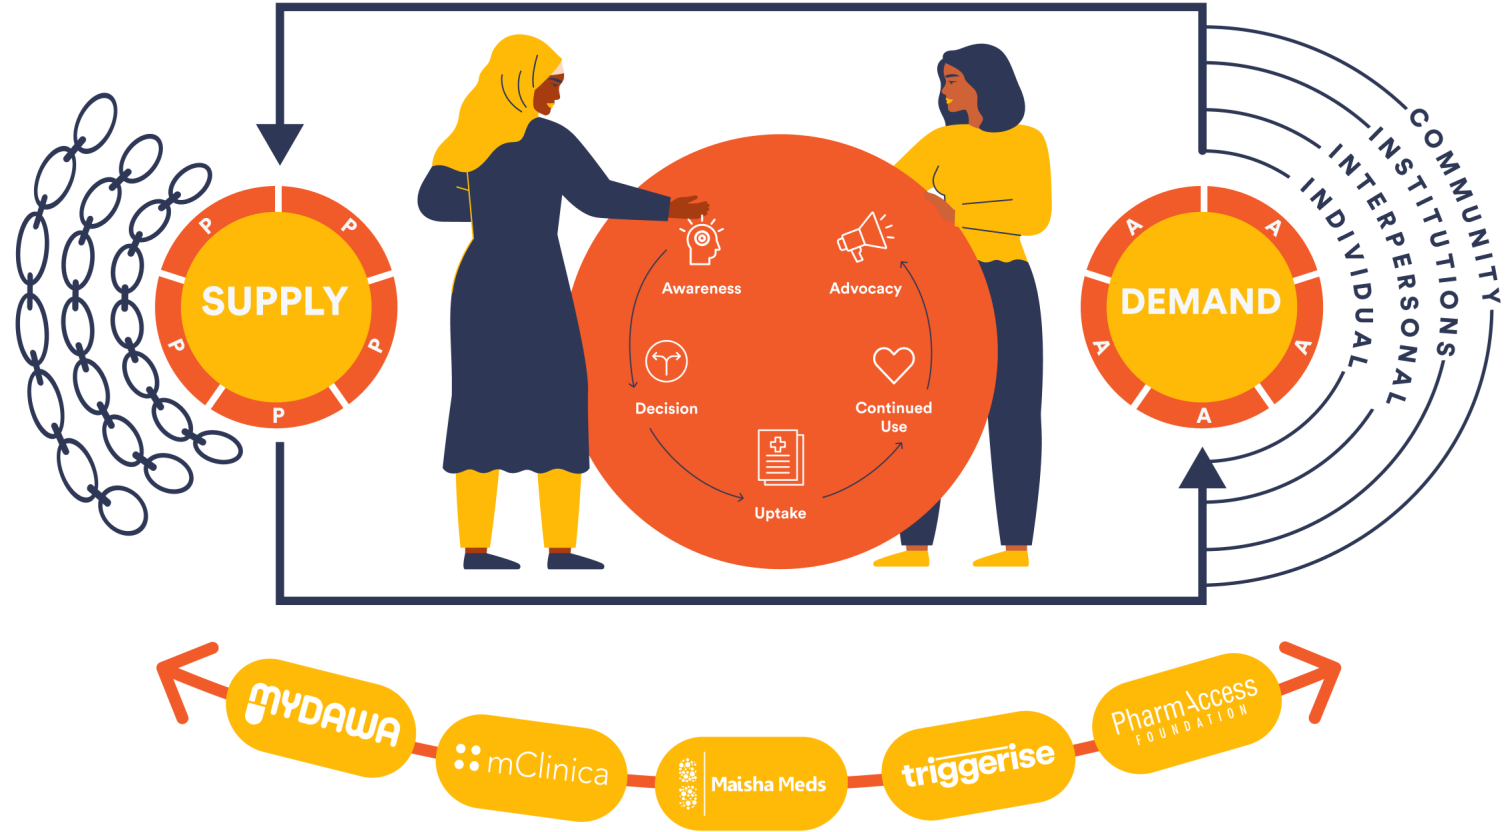 P
P
P
P
P
SUPPLY
Awareness
Decision
Uptake
Continued
Use
Advocacy
A
A
A
A
A
DEMAND
INDIVIDUAL
INTERPERSONAL
INSTITUTIONS
COMMUNITY
MYDAWA
mClinica
Maisha Meds
triggerise
PharmAccess
FOUNDATION